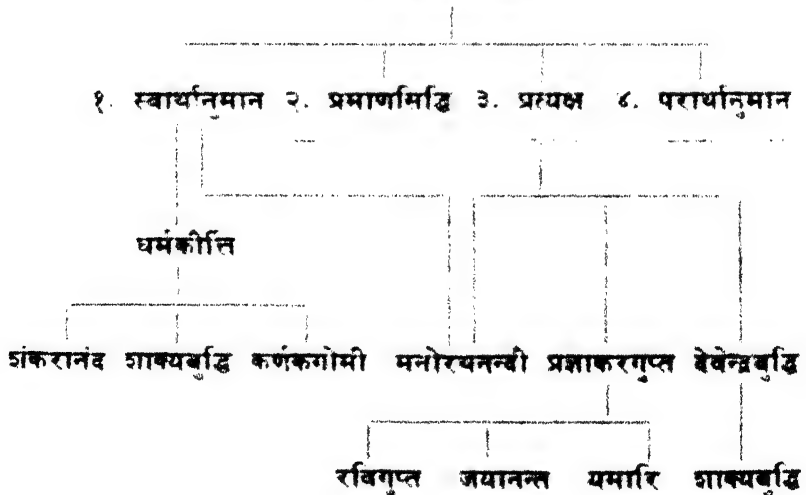 १. स्वार्थानुमान २. प्रमाणसिद्धि ३. प्रत्यक्ष ४. परार्थानुमान
धर्मकीर्त्ति
शंकरानंद शाक्यबुद्धि कर्णकगोमी मनोरथनन्दी प्रज्ञाकरगुप्त देवेन्द्रबुद्धि
रविगुप्त जयानन्त यमारि शाक्यबुद्धि